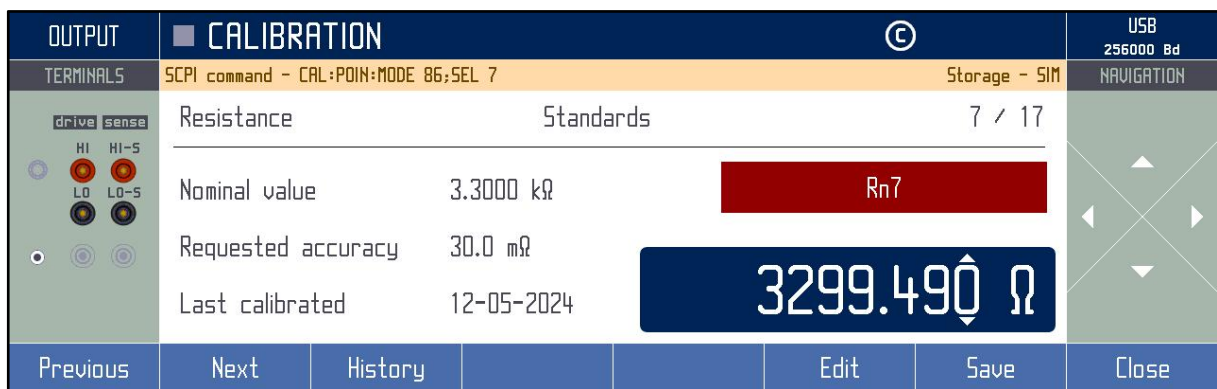 OUTPUT
CALIBRATION
©
USB
256000 Bd
TERMINALS
SCPI command - CAL:POIN:MODE 86;SEL 7
Storage - SIM
NAVIGATION
drive sense
HI HI-S
LO LO-S
Resistance Standards 7 / 17
Nominal value 3.3000 kΩ
Rn7
Requested accuracy 30.0 mΩ
Last calibrated 12-05-2024
3299.490 Ω
Previous Next History Edit Save Close